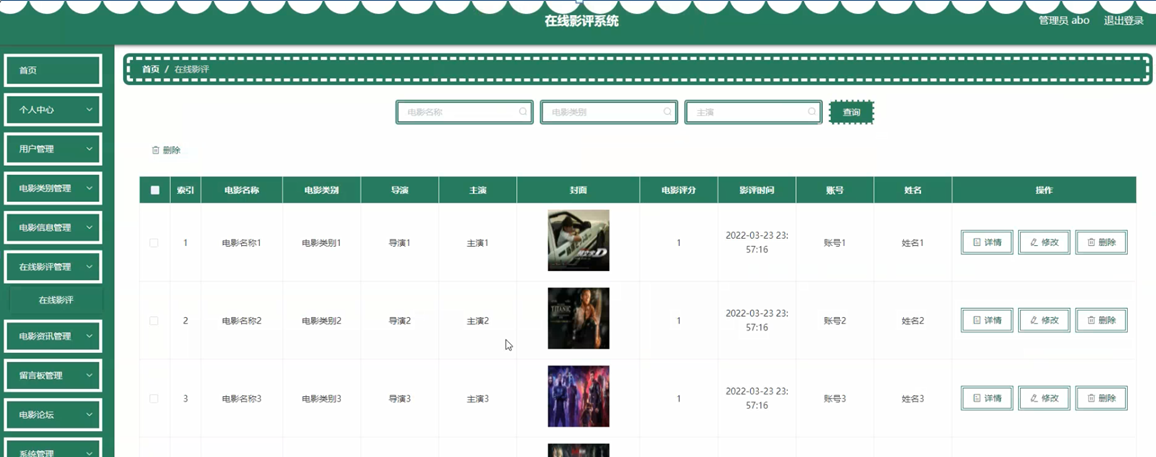 在线影评系统
管理员 abo 退出登录
首页
个人中心
用户管理
电影类别管理
电影信息管理
在线影评管理
在线影评
电影资讯管理
留言板管理
电影论坛
系统管理
首页 / 在线影评
电影名称 电影类别 主演 查询
删除
索引 电影名称 电影类别 导演 主演 封面 电影评分 影评时间 账号 姓名 操作
1 电影名称1 电影类别1 导演1 主演1 1 2022-03-23 23:
57:16 账号1 姓名1 详情 修改 删除
2 电影名称2 电影类别2 导演2 主演2 TITANIC 1 2022-03-23 23:
57:16 账号2 姓名2 详情 修改 删除
3 电影名称3 电影类别3 导演3 主演3 1 2022-03-23 23:
57:16 账号3 姓名3 详情 修改 删除